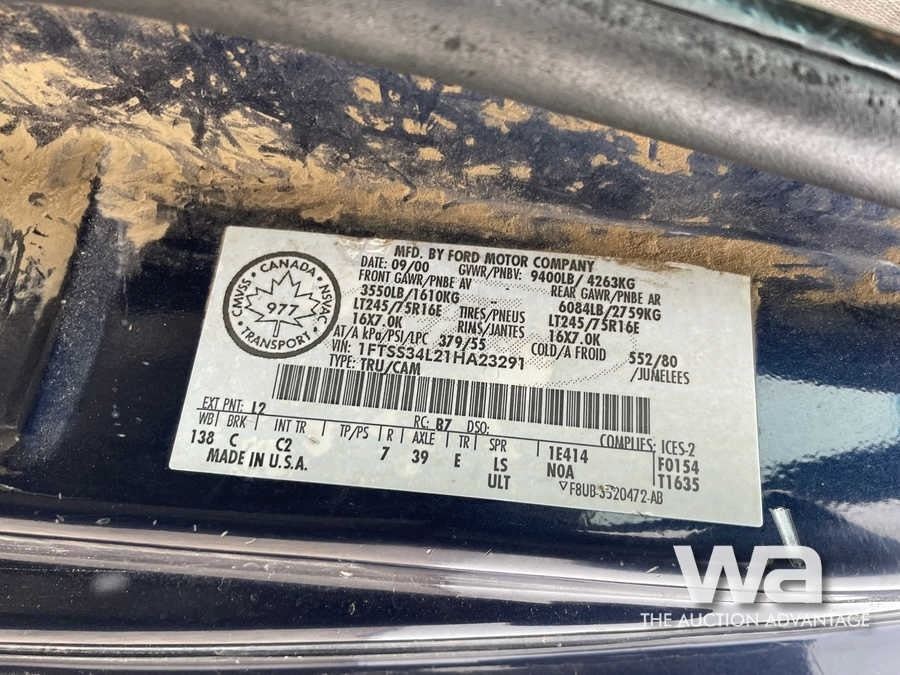 CMVSS · CANADA · NSVAC
977
TRANSPORT
MFD. BY FORD MOTOR COMPANY
DATE: 09/00 GVWR/PNBV: 9400LB/ 4263KG
FRONT GAWR/PNBE AV REAR GAWR/PNBE AR
3550LB/1610KG 6084LB/2759KG
LT245/75R16E TIRES/PNEUS LT245/75R16E
16X7.0K RIMS/JANTES 16X7.0K
AT/A kPa/PSI/LPC 379/55 COLD/A FROID 552/80
VIN: 1FTSS34L21HA23291 /JUMELEES
TYPE: TRU/CAM
EXT PNT: L2 RC: B7 DSO:
WB BRK INT TR TP/PS R AXLE TR SPR COMPLIES: ICES-2
138 C C2 7 39 E LS 1E414 F0154
MADE IN U.S.A. ULT NOA T1635
▽F8UB-3520472-AB
wa
THE AUCTION ADVANTAGE